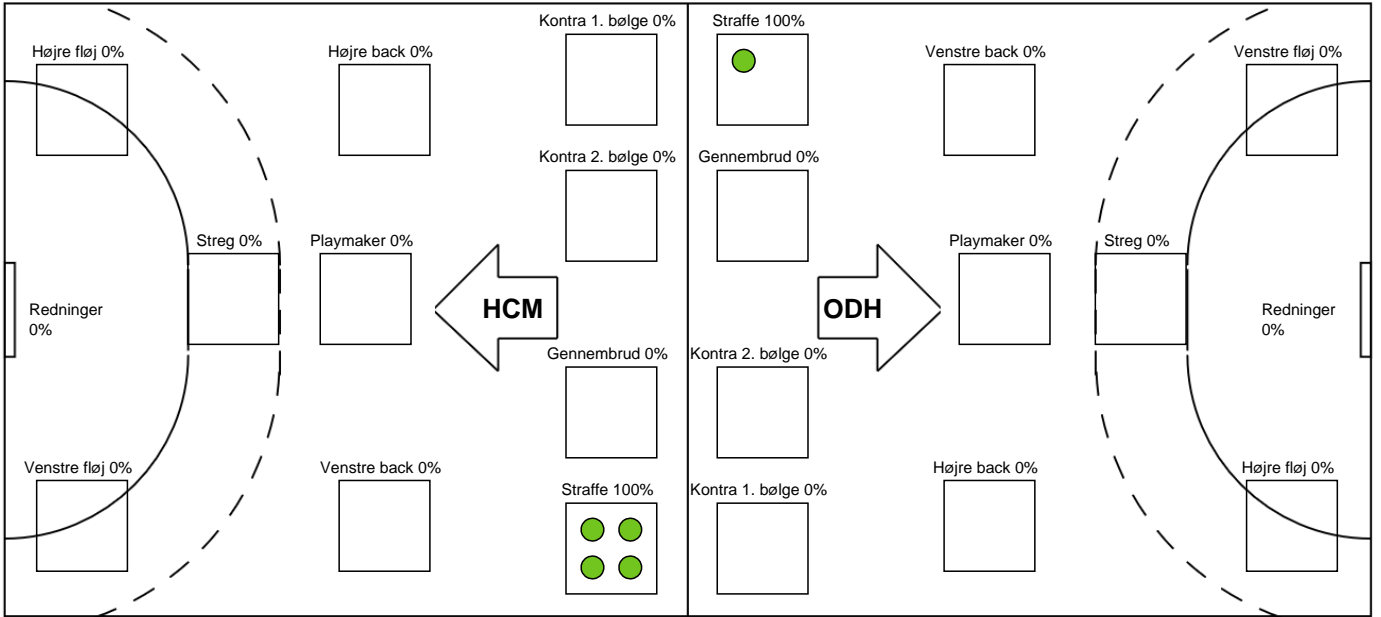 Kontra 1. bølge 0%
Straffe 100%
Højre fløj 0%
Højre back 0%
Venstre back 0%
Venstre fløj 0%
Kontra 2. bølge 0%
Gennembrud 0%
Streg 0%
Playmaker 0%
Playmaker 0%
Streg 0%
Redninger
0%
HCM
ODH
Redninger
0%
Gennembrud 0%
Kontra 2. bølge 0%
Venstre fløj 0%
Venstre back 0%
Højre back 0%
Højre fløj 0%
Straffe 100%
Kontra 1. bølge 0%